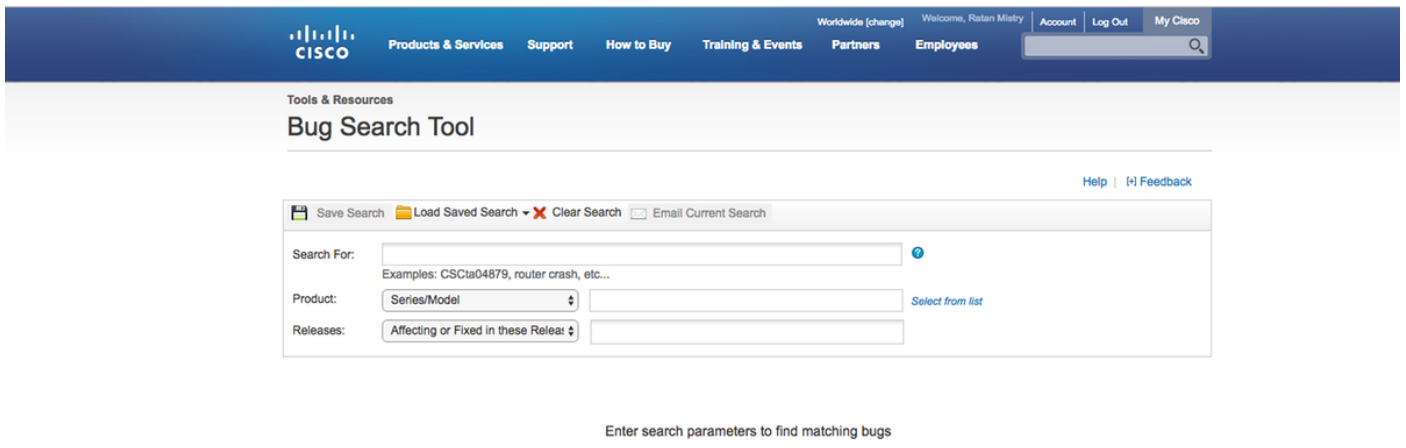 Worldwide [change] Welcome, Ratan Mistry Account Log Out My Cisco
CISCO Products & Services Support How to Buy Training & Events Partners Employees
Tools & Resources
Bug Search Tool
Help | [+] Feedback
Save Search Load Saved Search Clear Search Email Current Search
Search For: ?
Examples: CSCta04879, router crash, etc...
Product: Series/Model Select from list
Releases: Affecting or Fixed in these Releas
Enter search parameters to find matching bugs